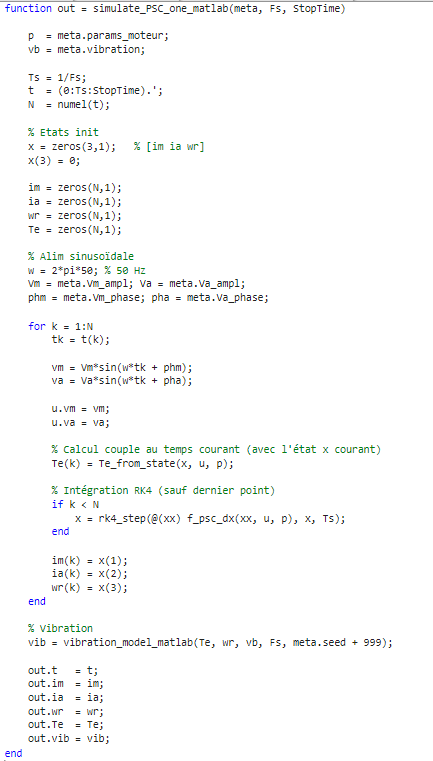 function out = simulate_PSC_one_matlab(meta, Fs, StopTime)
p = meta.params_moteur;
vb = meta.vibration;
Ts = 1/Fs;
t = (0:Ts:StopTime).';
N = numel(t);
% Etats init
x = zeros(3,1); % [im ia wr]
x(3) = 0;
im = zeros(N,1);
ia = zeros(N,1);
wr = zeros(N,1);
Te = zeros(N,1);
% Alim sinusoïdale
w = 2*pi*50; % 50 Hz
Vm = meta.Vm_ampl; Va = meta.Va_ampl;
phm = meta.Vm_phase; pha = meta.Va_phase;
for k = 1:N
tk = t(k);
vm = Vm*sin(w*tk + phm);
va = Va*sin(w*tk + pha);
u.vm = vm;
u.va = va;
% Calcul couple au temps courant (avec l'état x courant)
Te(k) = Te_from_state(x, u, p);
% Intégration RK4 (sauf dernier point)
if k < N
x = rk4_step(@(xx) f_psc_dx(xx, u, p), x, Ts);
end
im(k) = x(1);
ia(k) = x(2);
wr(k) = x(3);
end
% Vibration
vib = vibration_model_matlab(Te, wr, vb, Fs, meta.seed + 999);
out.t = t;
out.im = im;
out.ia = ia;
out.wr = wr;
out.Te = Te;
out.vib = vib;
end